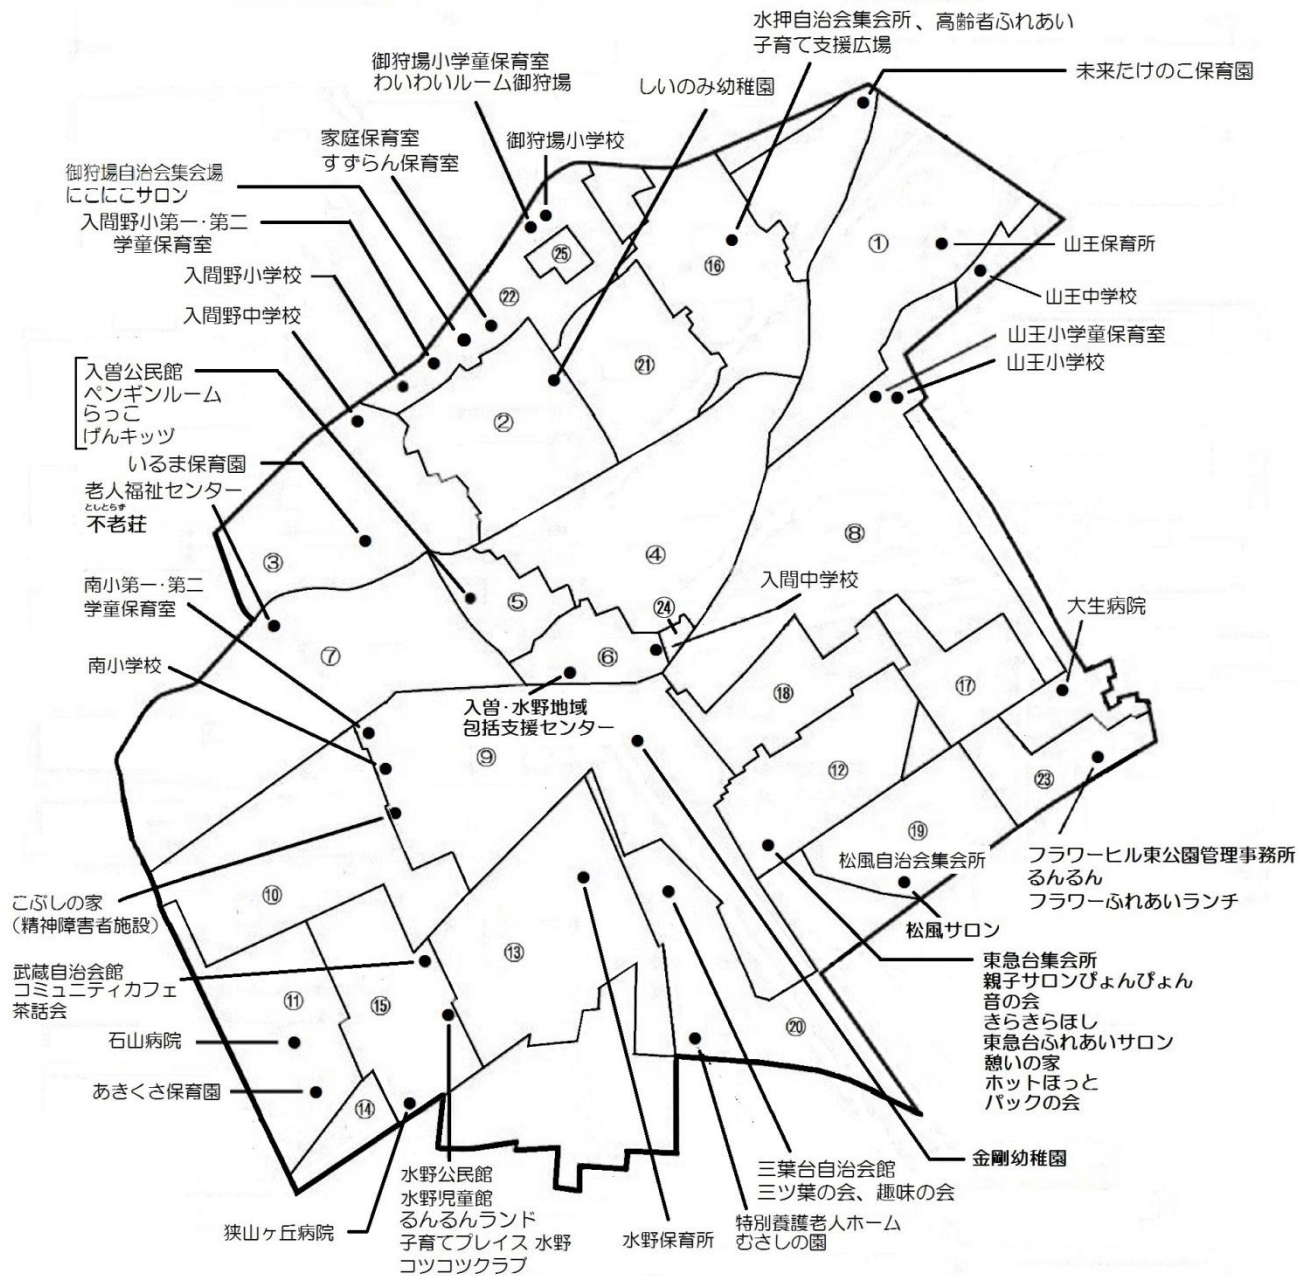 水押自治会集会所、高齢者ふれあい
子育て支援広場
御狩場小学童保育室
わいわいルーム御狩場
しいのみ幼稚園
未来たけのこ保育園
家庭保育室
すずらん保育室
御狩場小学校
御狩場自治会集会場
にこにこサロン
入間野小第一・第二
学童保育室
入間野小学校
入間野中学校
山王保育所
山王中学校
山王小学童保育室
山王小学校
入曽公民館
ペンギンルーム
らっこ
げんキッヅ
いるま保育園
老人福祉センター
としとらず
不老荘
南小第一・第二
学童保育室
南小学校
入間中学校
大生病院
入曽・水野地域
包括支援センター
こぶしの家
(精神障害者施設)
武蔵自治会館
コミュニティカフェ
茶話会
石山病院
あきくさ保育園
狭山ヶ丘病院
水野公民館
水野児童館
るんるんランド
子育てプレイス 水野
コツコツクラブ
水野保育所
特別養護老人ホーム
むさしの園
三葉台自治会館
三ツ葉の会、趣味の会
金剛幼稚園
松風自治会集会所
松風サロン
フラワーヒル東公園管理事務所
るんるん
フラワーふれあいランチ
東急台集会所
親子サロンぴょんぴょん
音の会
きらきらほし
東急台ふれあいサロン
憩いの家
ホットほっと
パックの会
①
②
③
④
⑤
⑥
⑦
⑧
⑨
⑩
⑪
⑫
⑬
⑭
⑮
⑯
⑰
⑱
⑲
⑳
㉑
㉒
㉓
㉔
㉕